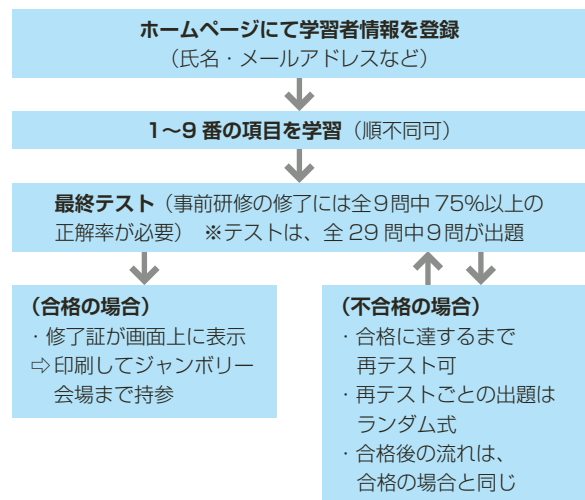 ホームページにて学習者情報を登録
（氏名・メールアドレスなど）
1～9 番の項目を学習（順不同可）
最終テスト（事前研修の修了には全9問中 75％以上の
正解率が必要）　※テストは、全 29 問中9問が出題
（合格の場合）
・修了証が画面上に表示
⇨印刷してジャンボリー
会場まで持参
（不合格の場合）
・合格に達するまで
再テスト可
・再テストごとの出題は
ランダム式
・合格後の流れは、
合格の場合と同じ